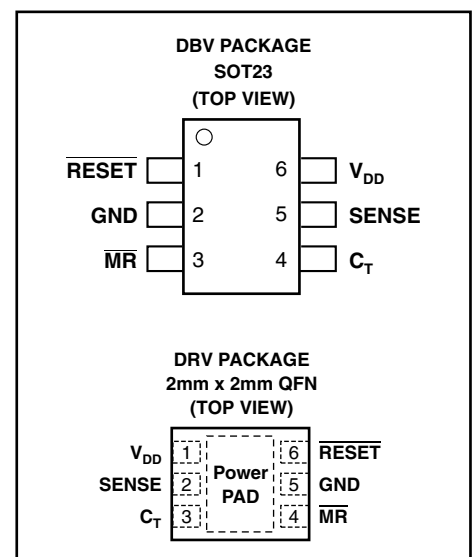 DBV PACKAGE
SOT23
(TOP VIEW)
RESET 1 6 VDD
GND 2 5 SENSE
MR 3 4 CT
DRV PACKAGE
2mm x 2mm QFN
(TOP VIEW)
VDD 1 6 RESET
SENSE 2 Power PAD 5 GND
CT 3 4 MR